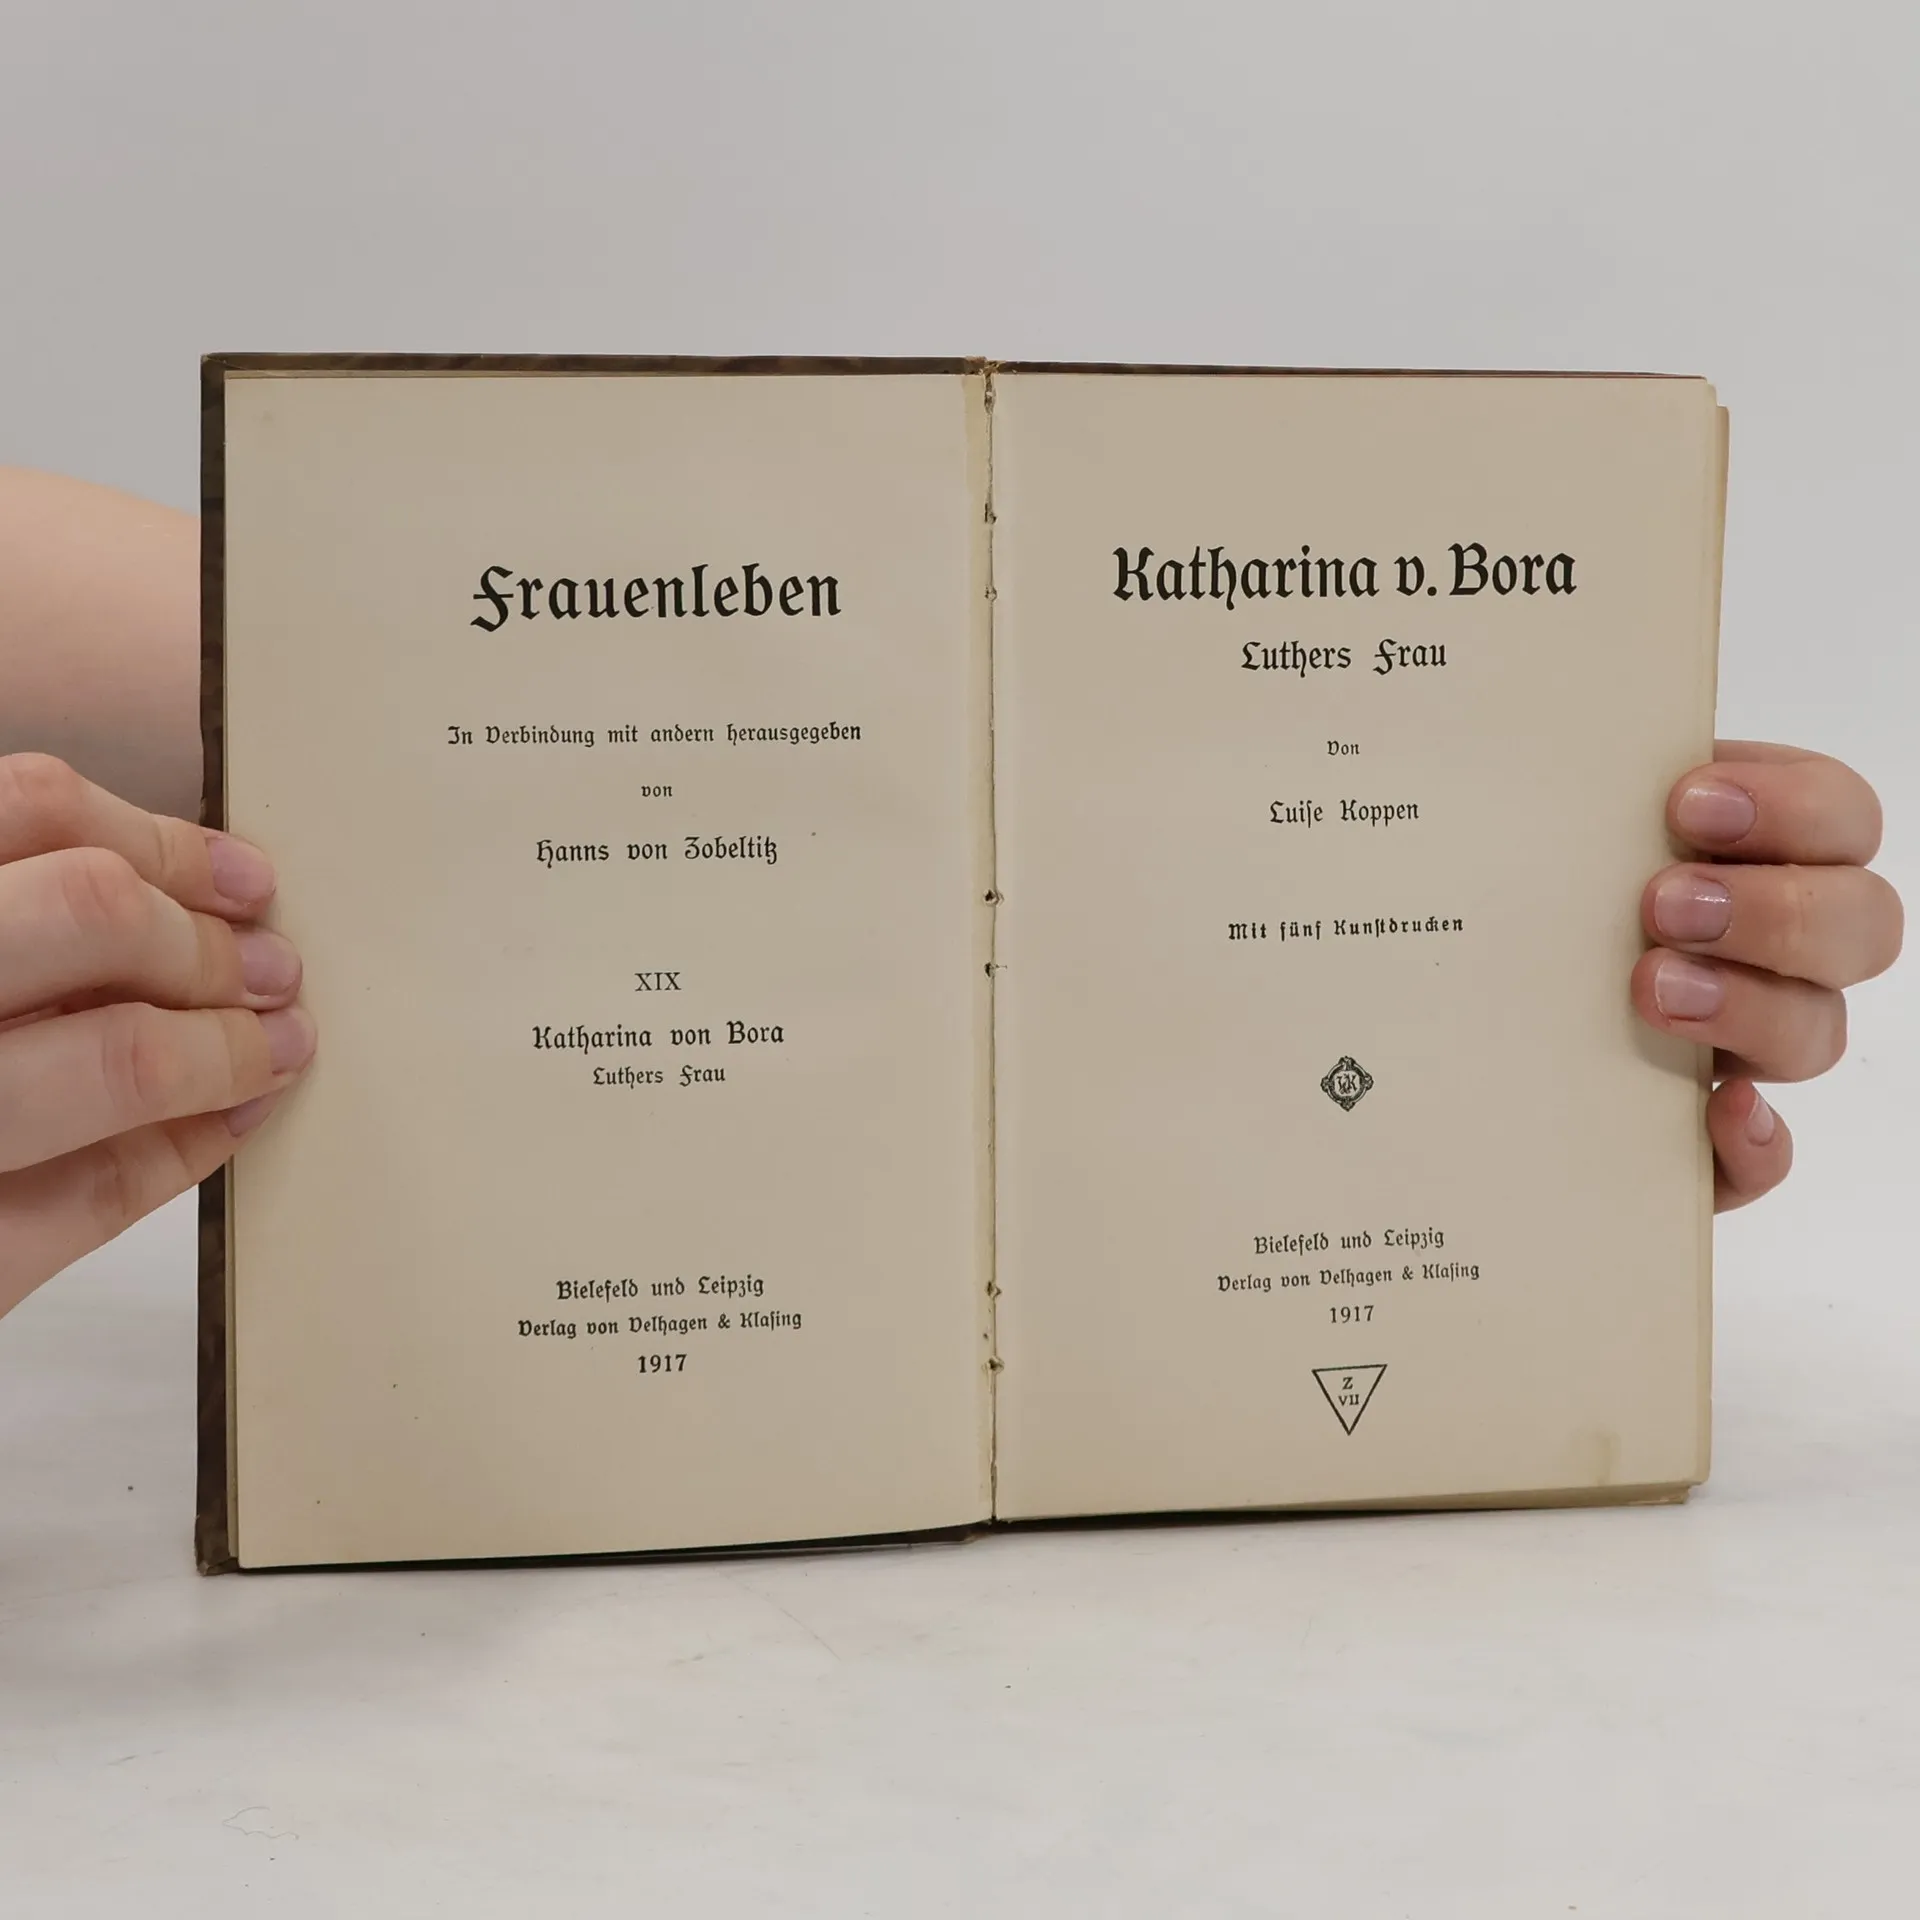 Frauenleben
In Verbindung mit andern herausgegeben
von
Hanns von Zobeltitz
XIX
Katharina von Bora
Luthers Frau
Bielefeld und Leipzig
Verlag von Velhagen & Klasing
1917
Katharina v. Bora
Luthers Frau
Von
Luise Koppen
Mit fünf Kunstdrucken
VK
Bielefeld und Leipzig
Verlag von Velhagen & Klasing
1917
Z
VII